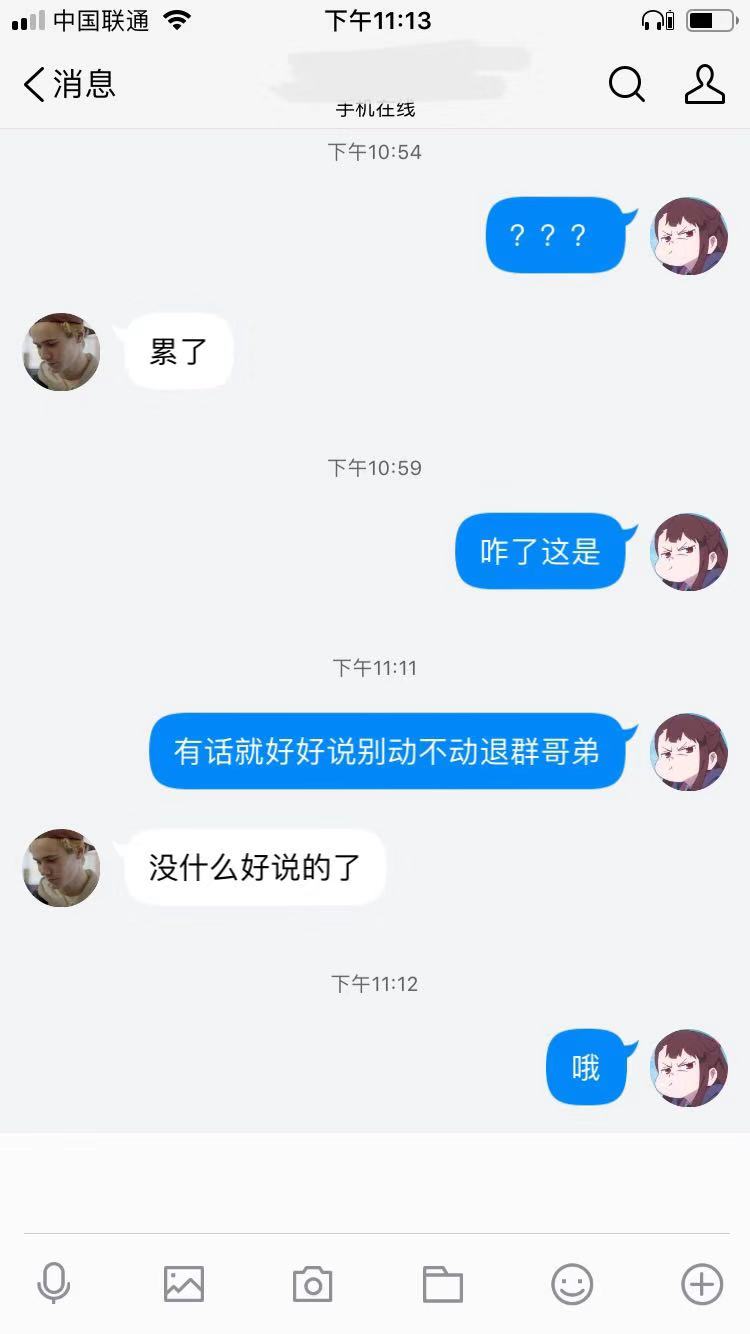 中国联通
下午11:13
消息
手机在线
下午10:54
？？？
累了
下午10:59
咋了这是
下午11:11
有话就好好说别动不动退群哥弟
没什么好说的了
下午11:12
哦